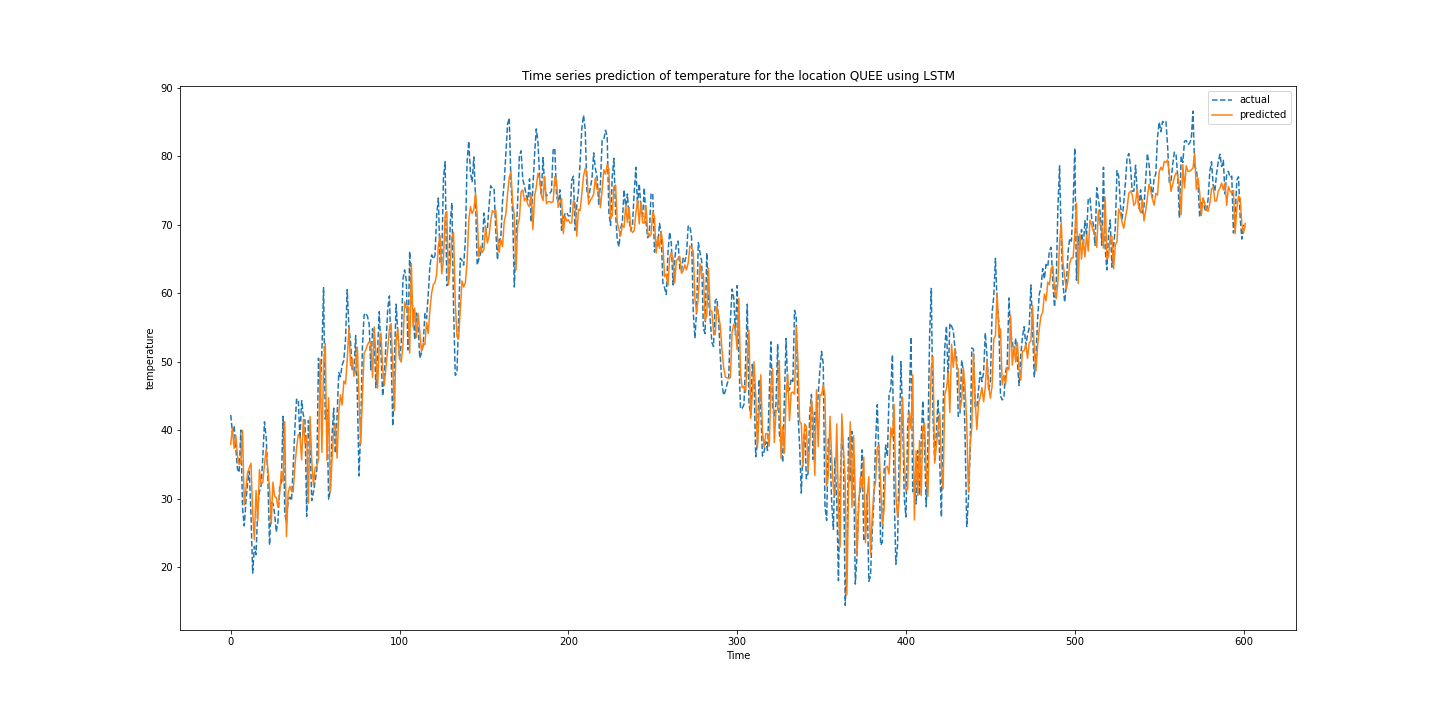 Time series prediction of temperature for the location QUEE using LSTM
actual
predicted
90
80
70
60
50
40
30
20
temperature
0 100 200 300 400 500 600
Time